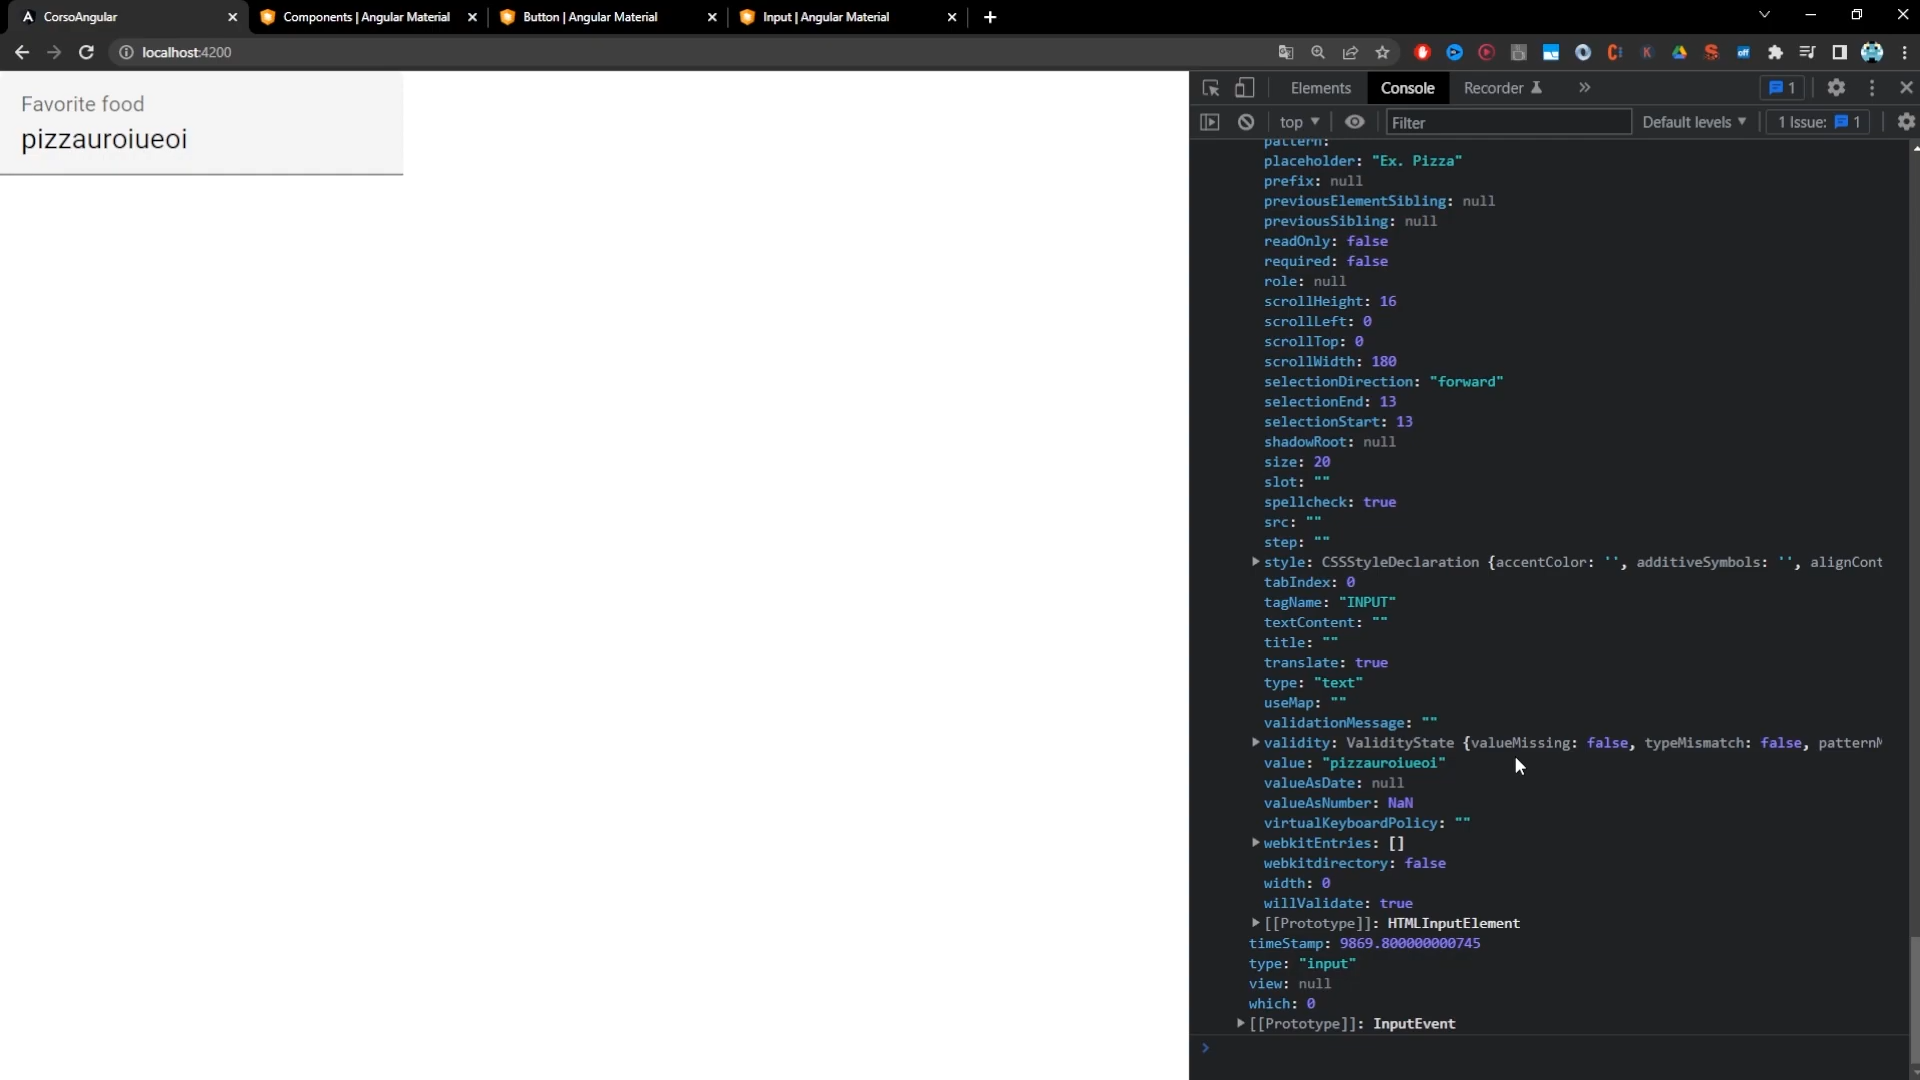 CorsoAngular
Components | Angular Material
Button | Angular Material
Input | Angular Material
localhost:4200
Favorite food
pizzauroiueoi
Elements
Console
Recorder
1
top
Filter
Default levels
1 Issue: 1
pattern:
placeholder: "Ex. Pizza"
prefix: null
previousElementSibling: null
previousSibling: null
readOnly: false
required: false
role: null
scrollHeight: 16
scrollLeft: 0
scrollTop: 0
scrollWidth: 180
selectionDirection: "forward"
selectionEnd: 13
selectionStart: 13
shadowRoot: null
size: 20
slot: ""
spellcheck: true
src: ""
step: ""
style: CSSStyleDeclaration {accentColor: '', additiveSymbols: '', alignCont
tabIndex: 0
tagName: "INPUT"
textContent: ""
title: ""
translate: true
type: "text"
useMap: ""
validationMessage: ""
validity: ValidityState {valueMissing: false, typeMismatch: false, patternM
value: "pizzauroiueoi"
valueAsDate: null
valueAsNumber: NaN
virtualKeyboardPolicy: ""
webkitEntries: []
webkitdirectory: false
width: 0
willValidate: true
[[Prototype]]: HTMLInputElement
timeStamp: 9869.800000000745
type: "input"
view: null
which: 0
[[Prototype]]: InputEvent